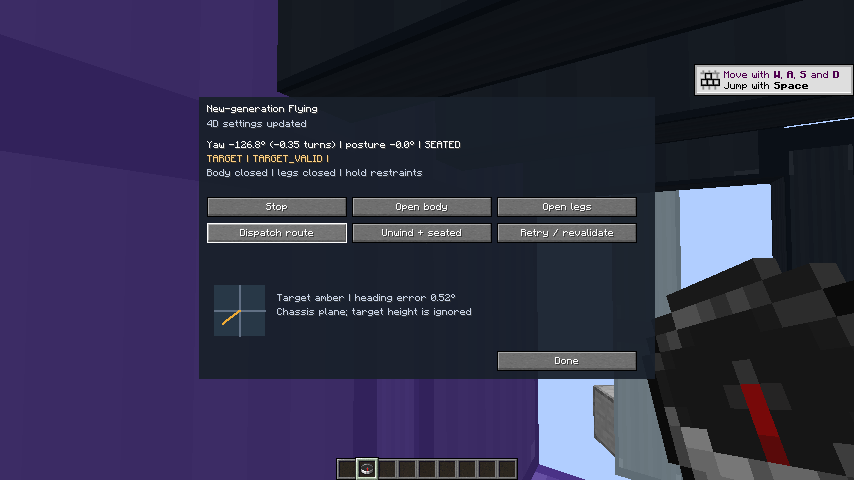 Move with W, A, S and D
Jump with Space
New-generation Flying
4D settings updated
Yaw -126.8° (-0.35 turns) | posture -0.0° | SEATED
TARGET | TARGET_VALID |
Body closed | legs closed | hold restraints
Stop
Open body
Open legs
Dispatch route
Unwind + seated
Retry / revalidate
Target amber | heading error 0.52°
Chassis plane; target height is ignored
Done